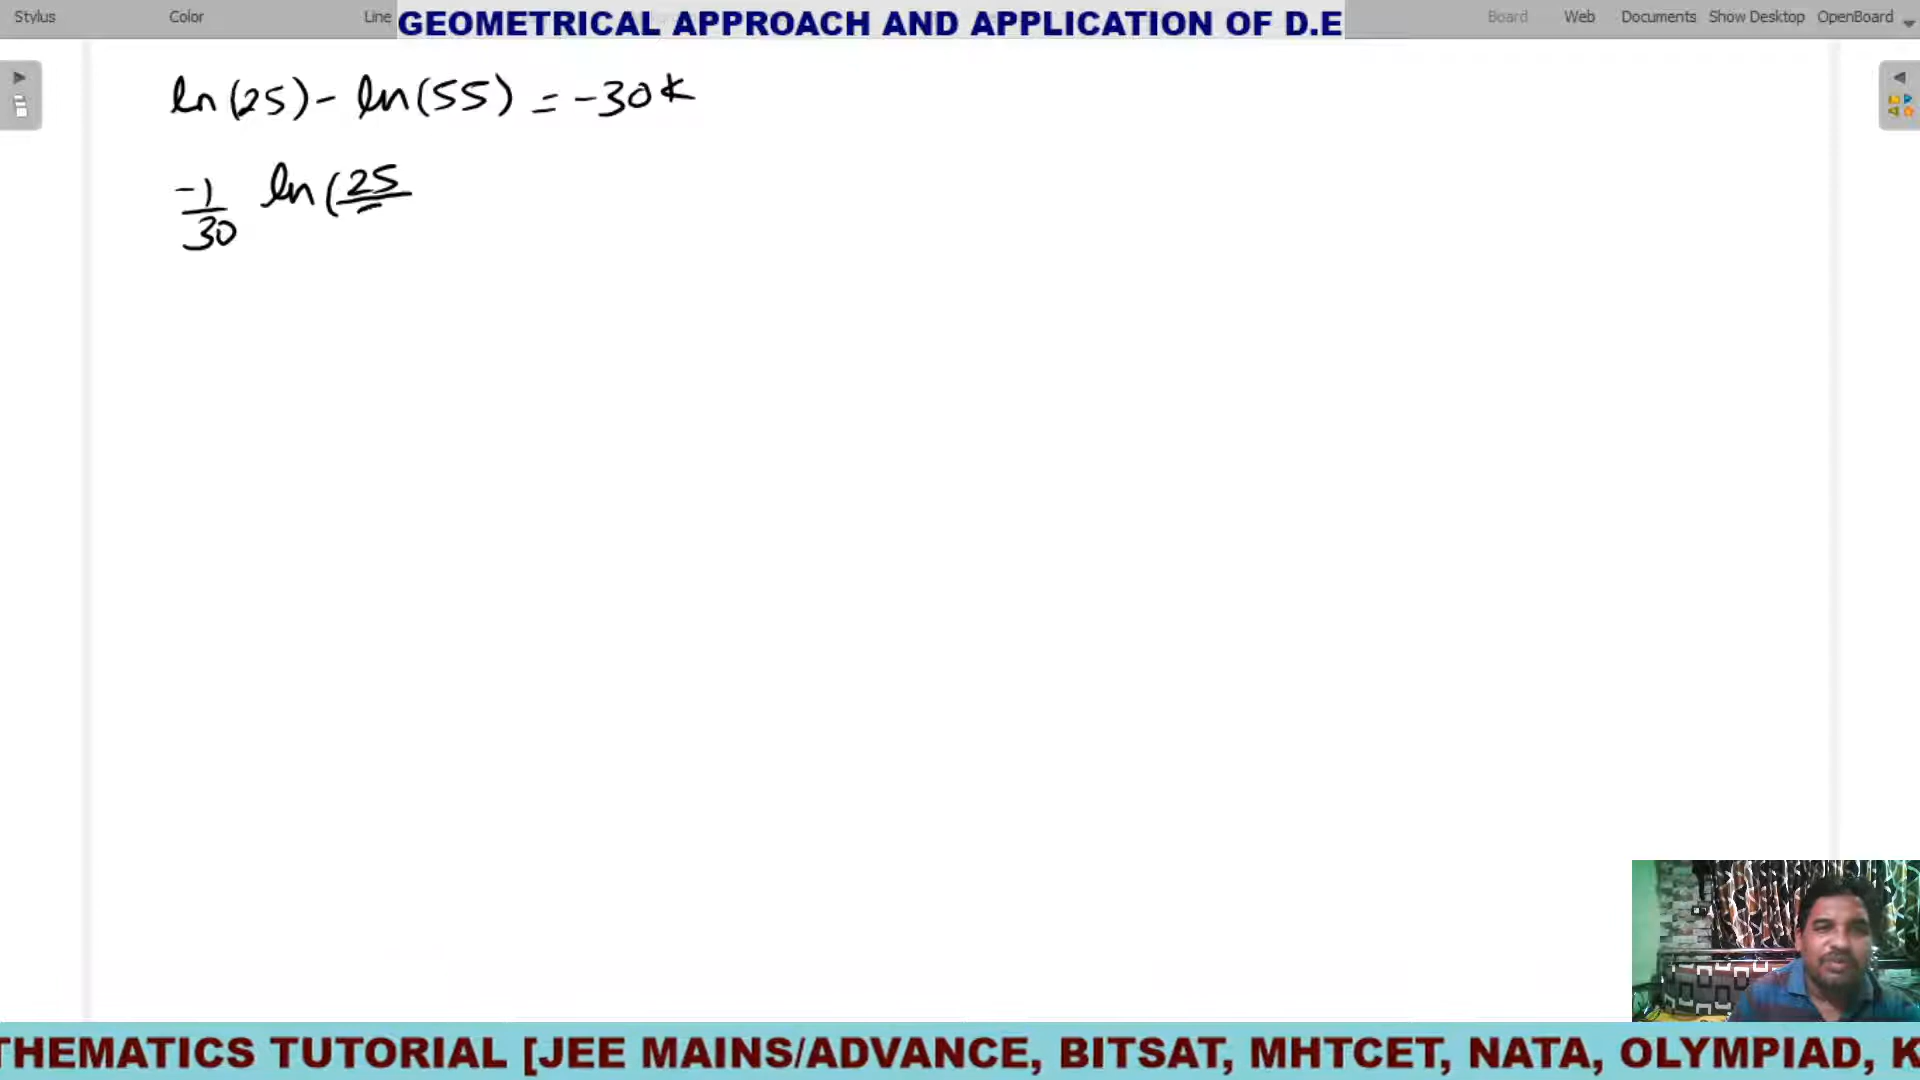 Stylus Color Line GEOMETRICAL APPROACH AND APPLICATION OF D.E Board Web Documents Show Desktop OpenBoard
ln(25) - ln(55) = -30k
-1/30 ln(25
THEMATICS TUTORIAL [JEE MAINS/ADVANCE, BITSAT, MHTCET, NATA, OLYMPIAD, K